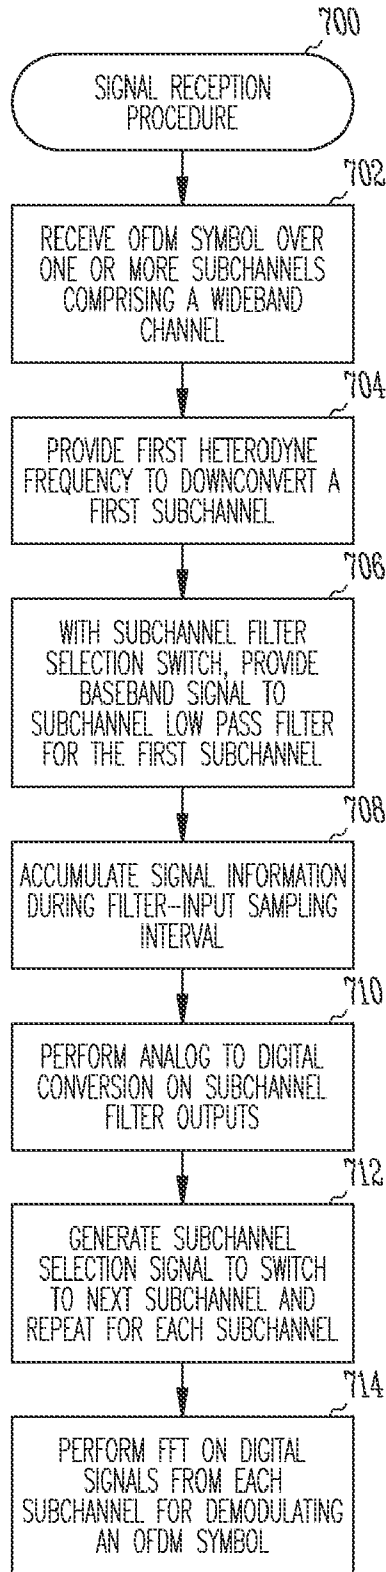 700
SIGNAL RECEPTION
PROCEDURE
702
RECEIVE OFDM SYMBOL OVER
ONE OR MORE SUBCHANNELS
COMPRISING A WIDEBAND
CHANNEL
704
PROVIDE FIRST HETERODYNE
FREQUENCY TO DOWNCONVERT A
FIRST SUBCHANNEL
706
WITH SUBCHANNEL FILTER
SELECTION SWITCH, PROVIDE
BASEBAND SIGNAL TO
SUBCHANNEL LOW PASS FILTER
FOR THE FIRST SUBCHANNEL
708
ACCUMULATE SIGNAL INFORMATION
DURING FILTER-INPUT SAMPLING
INTERVAL
710
PERFORM ANALOG TO DIGITAL
CONVERSION ON SUBCHANNEL
FILTER OUTPUTS
712
GENERATE SUBCHANNEL
SELECTION SIGNAL TO SWITCH
TO NEXT SUBCHANNEL AND
REPEAT FOR EACH SUBCHANNEL
714
PERFORM FFT ON DIGITAL
SIGNALS FROM EACH
SUBCHANNEL FOR DEMODULATING
AN OFDM SYMBOL